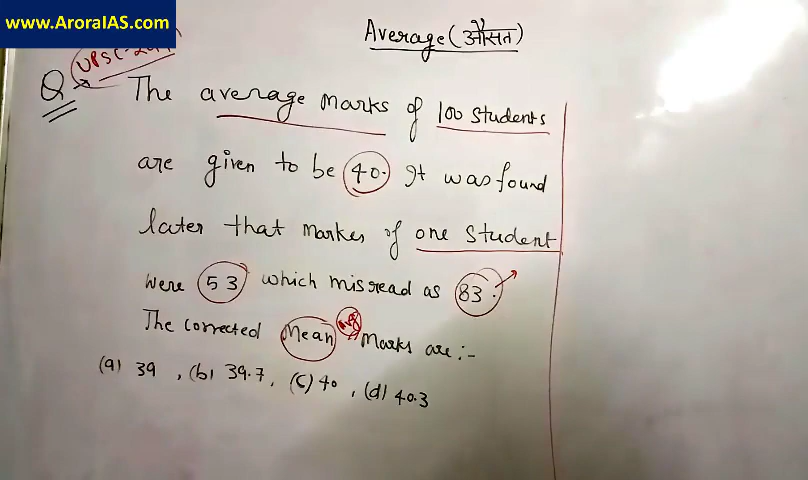 www.AroraIAS.com
Average (औसत)
UPSC-
Q → The average marks of 100 students
are given to be 40. It was found
later that markes of one student
were 53 which misread as 83.
The corrected Mean Avg Marks are :-
(a) 39 , (b) 39.7 , (c) 40 , (d) 40.3